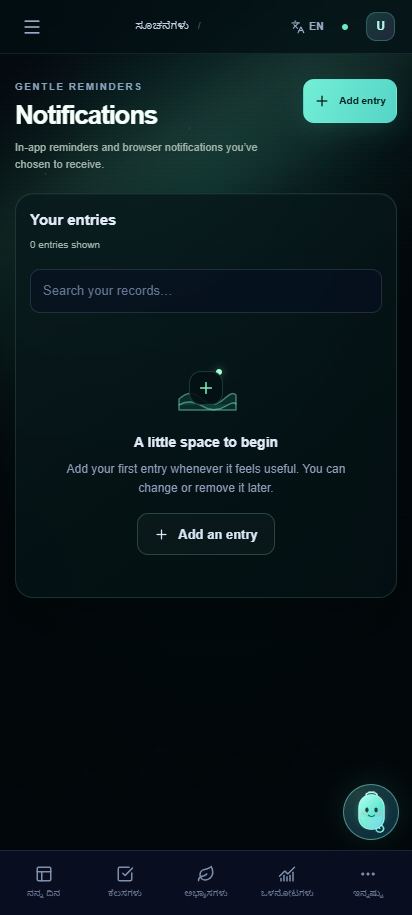 ಸೂಚನೆಗಳು /
EN
U
GENTLE REMINDERS
Notifications
Add entry
In-app reminders and browser notifications you've
chosen to receive.
Your entries
0 entries shown
Search your records...
A little space to begin
Add your first entry whenever it feels useful. You can
change or remove it later.
Add an entry
ನನ್ನ ದಿನ
ಕೆಲಸಗಳು
ಅಭ್ಯಾಸಗಳು
ಒಳನೋಟಗಳು
ಇನ್ನಷ್ಟು